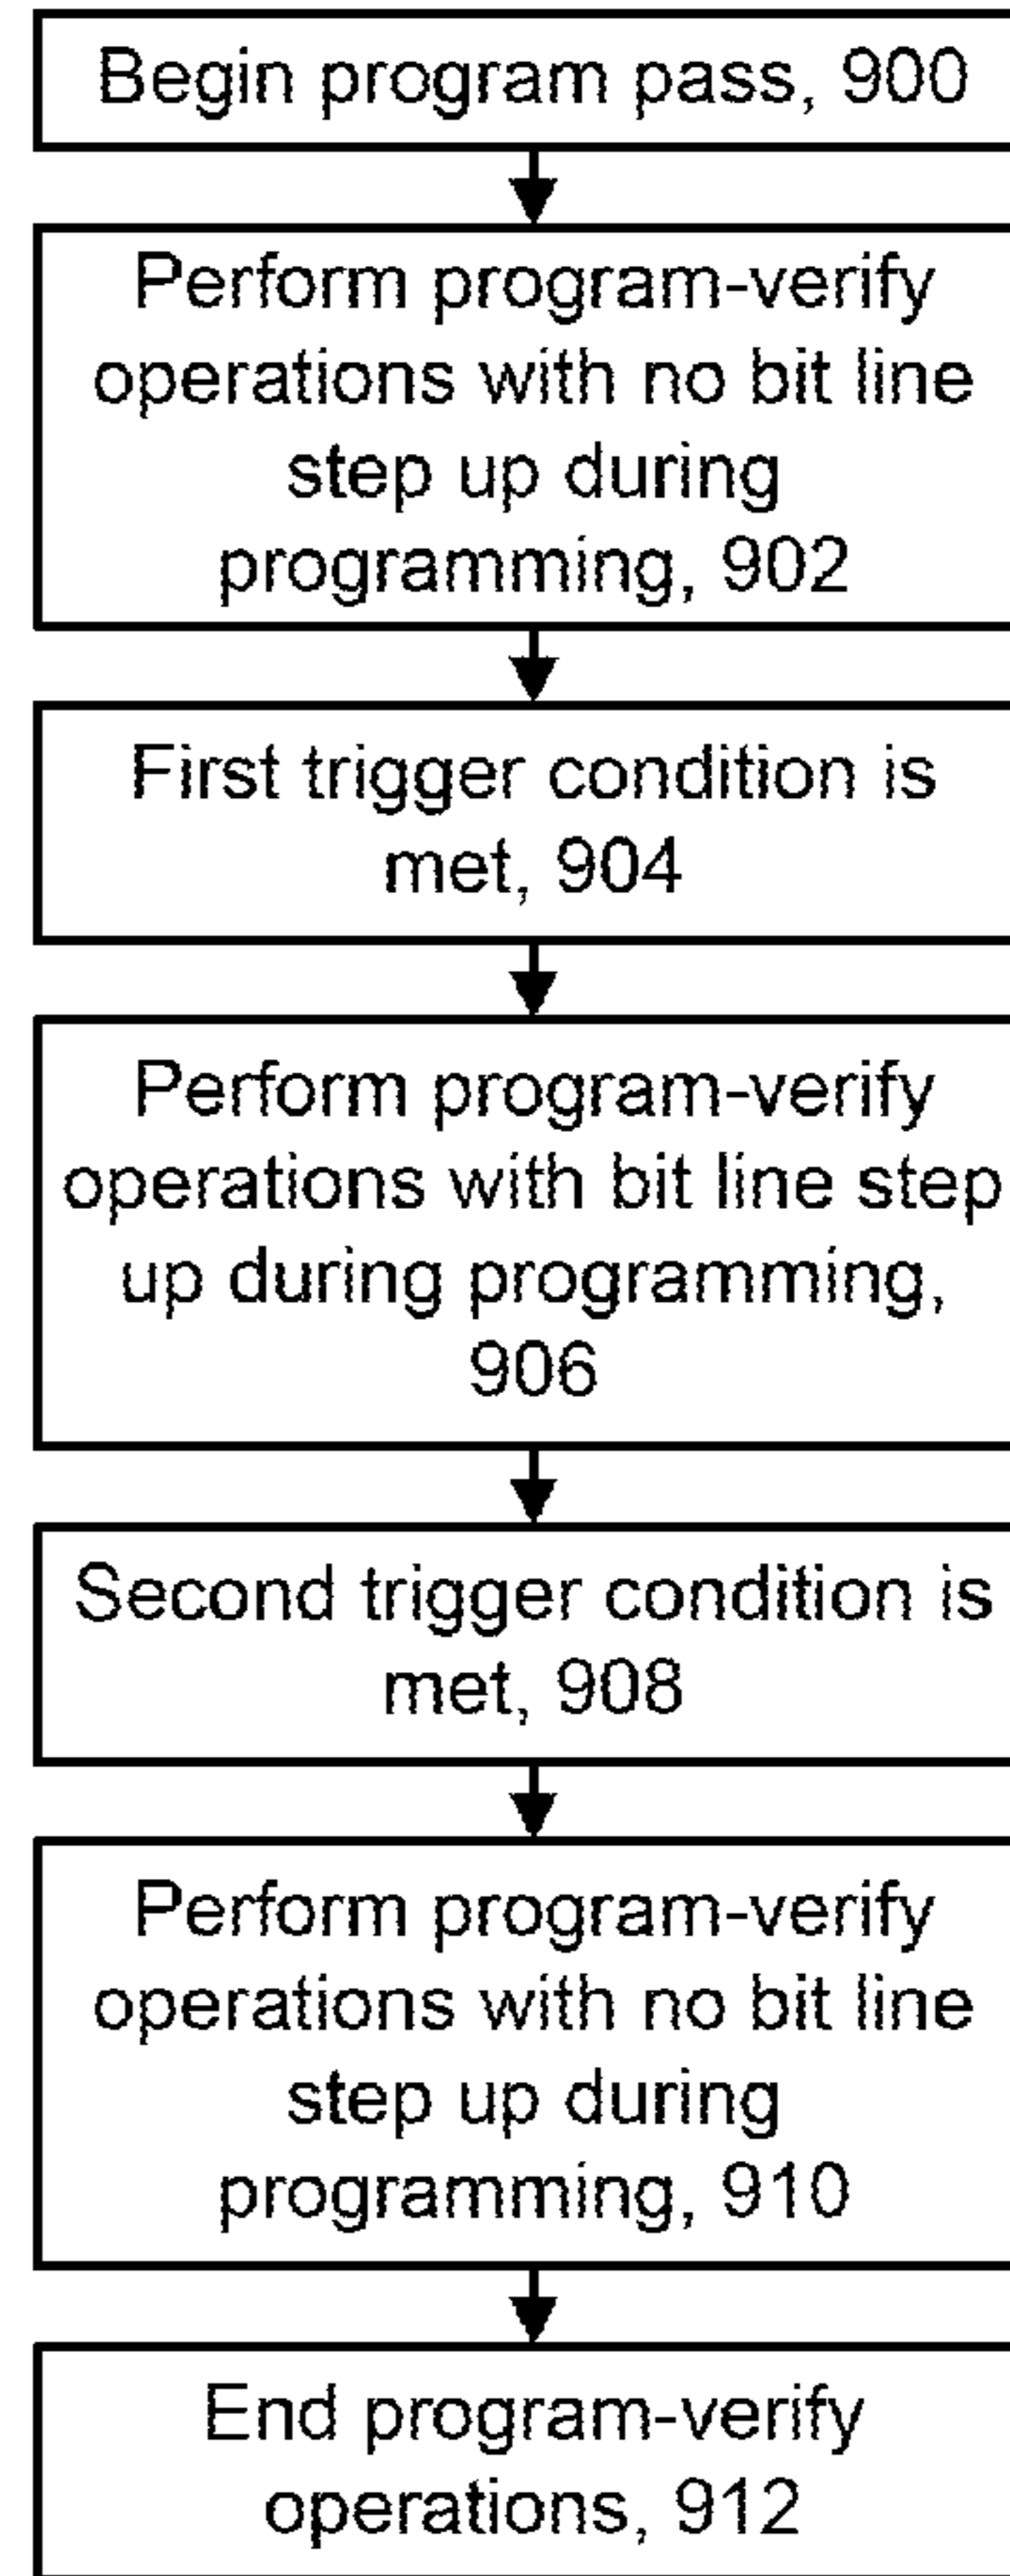 Begin program pass, 900
Perform program-verify
operations with no bit line
step up during
programming, 902
First trigger condition is
met, 904
Perform program-verify
operations with bit line step
up during programming,
906
Second trigger condition is
met, 908
Perform program-verify
operations with no bit line
step up during
programming, 910
End program-verify
operations, 912